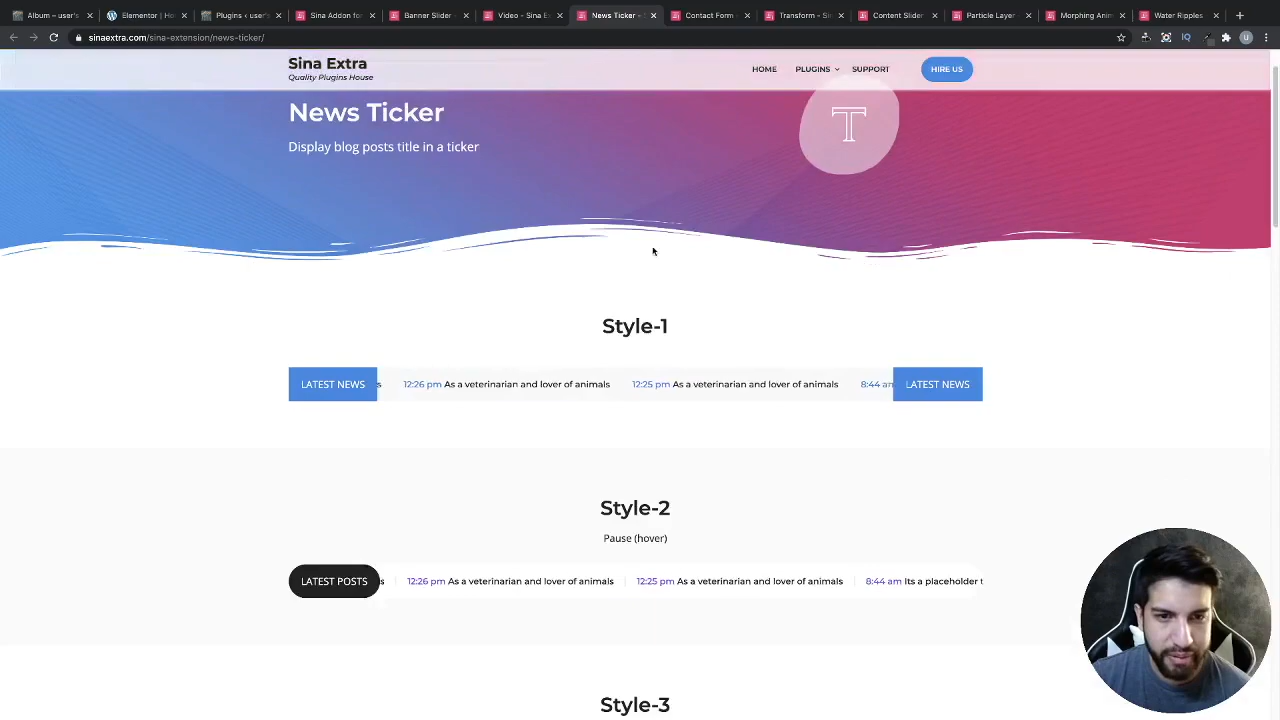 Album – user's
Elementor | Ho
Plugins ‹ user's
Sina Addon for
Banner Slider -
Video – Sina Ex
News Ticker – S
Contact Form –
Transform – Sin
Content Slider
Particle Layer
Morphing Anim
Water Ripples
sinaextra.com/sina-extension/news-ticker/
IQ
U
Sina Extra
Quality Plugins House
HOME
PLUGINS
SUPPORT
HIRE US
News Ticker
T
Display blog posts title in a ticker
Style-1
LATEST NEWS
s 12:26 pm As a veterinarian and lover of animals 12:25 pm As a veterinarian and lover of animals 8:44 am
LATEST NEWS
Style-2
Pause (hover)
LATEST POSTS
s 12:26 pm As a veterinarian and lover of animals 12:25 pm As a veterinarian and lover of animals 8:44 am Its a placeholder t
Style-3